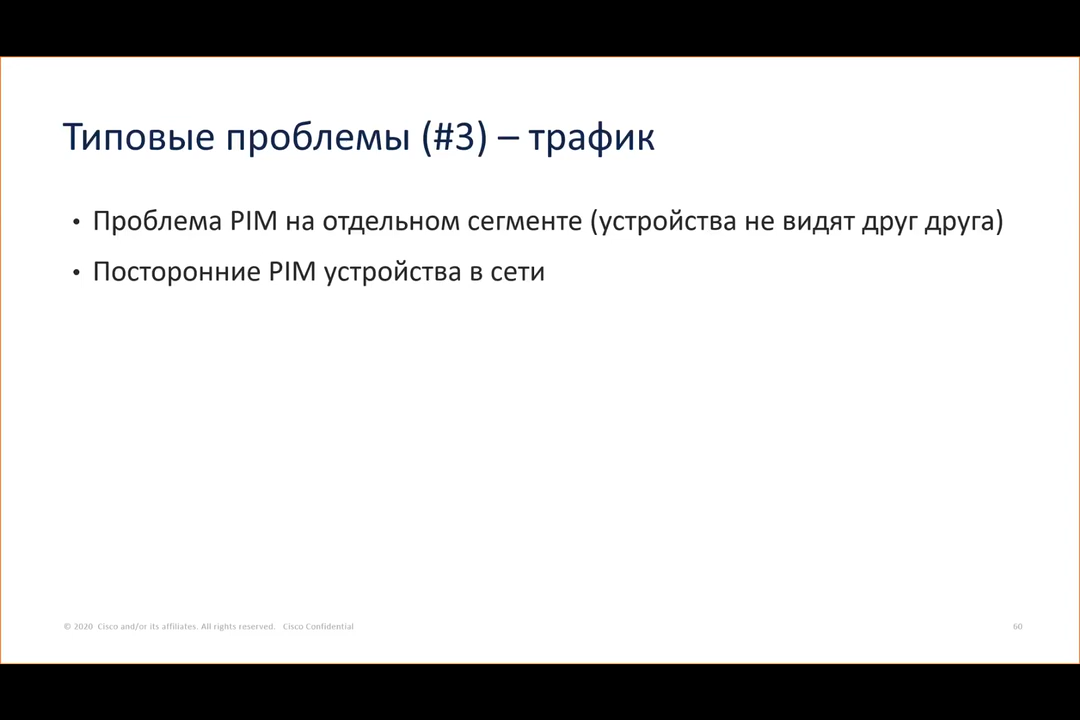 Типовые проблемы (#3) – трафик
• Проблема PIM на отдельном сегменте (устройства не видят друг друга)
• Посторонние PIM устройства в сети
© 2020 Cisco and/or its affiliates. All rights reserved. Cisco Confidential
60